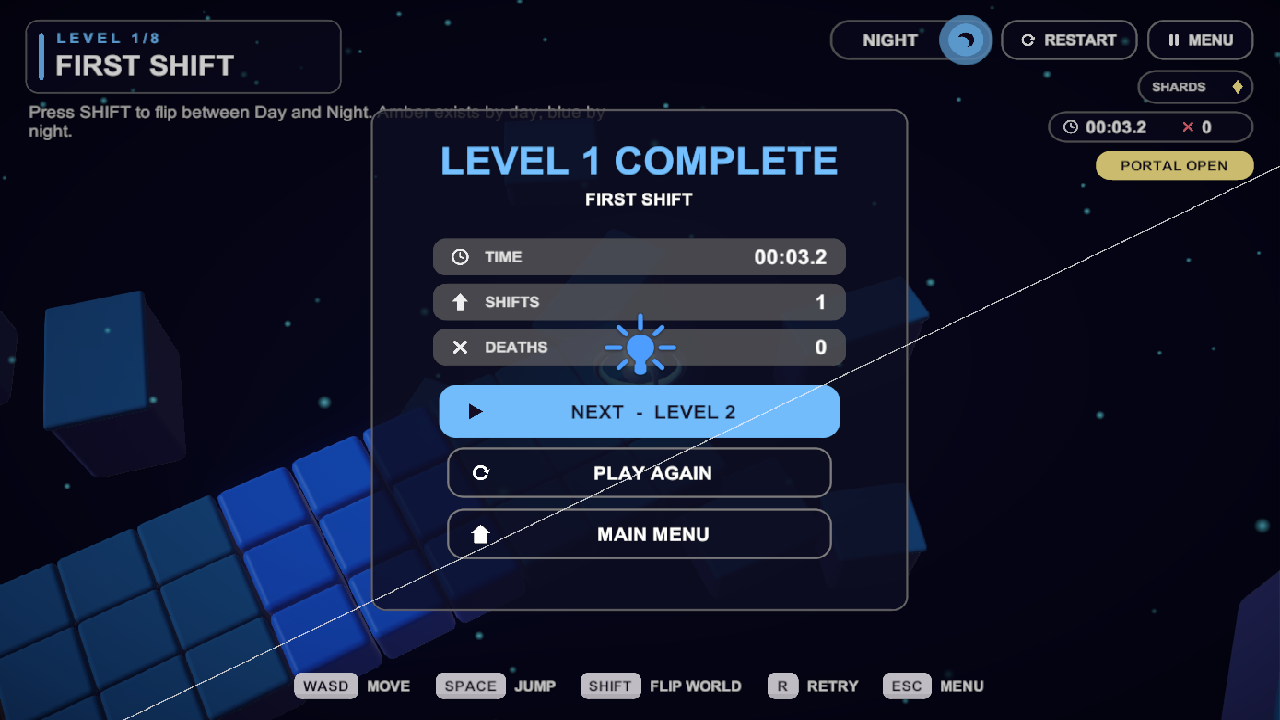 LEVEL 1/8
FIRST SHIFT
Press SHIFT to flip between Day and Night. Amber exists by day, blue by
night.
NIGHT
RESTART
MENU
SHARDS
00:03.2
0
PORTAL OPEN
LEVEL 1 COMPLETE
FIRST SHIFT
TIME 00:03.2
SHIFTS 1
DEATHS 0
NEXT - LEVEL 2
PLAY AGAIN
MAIN MENU
WASD MOVE SPACE JUMP SHIFT FLIP WORLD R RETRY ESC MENU